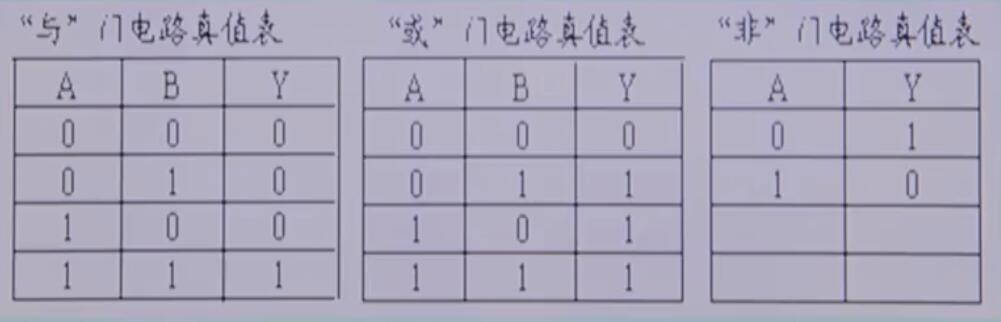 “与”门电路真值表 “或”门电路真值表 “非”门电路真值表
A B Y A B Y A Y
0 0 0 0 0 0 0 1
0 1 0 0 1 1 1 0
1 0 0 1 0 1
1 1 1 1 1 1